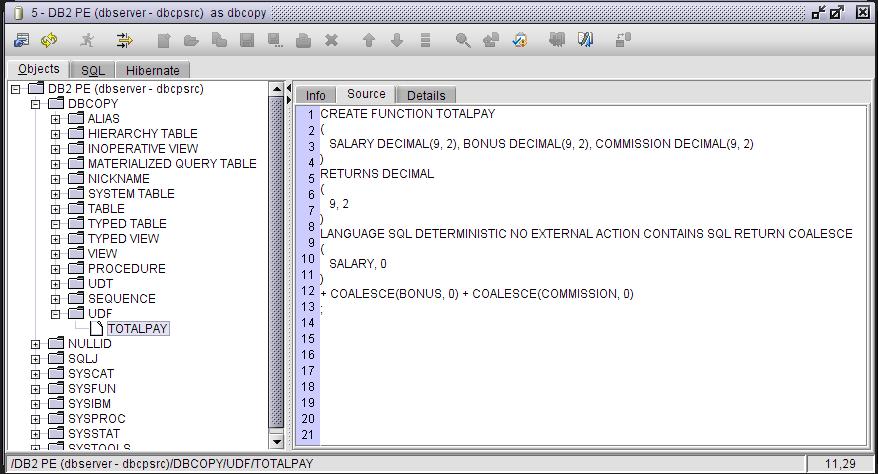 5 - DB2 PE (dbserver - dbcpsrc)  as dbcopy
Objects
SQL
Hibernate
DB2 PE (dbserver - dbcpsrc)
DBCOPY
ALIAS
HIERARCHY TABLE
INOPERATIVE VIEW
MATERIALIZED QUERY TABLE
NICKNAME
SYSTEM TABLE
TABLE
TYPED TABLE
TYPED VIEW
VIEW
PROCEDURE
UDT
SEQUENCE
UDF
TOTALPAY
NULLID
SQLJ
SYSCAT
SYSFUN
SYSIBM
SYSPROC
SYSSTAT
SYSTOOLS
Info
Source
Details
1 CREATE FUNCTION TOTALPAY
2 (
3 SALARY DECIMAL(9, 2), BONUS DECIMAL(9, 2), COMMISSION DECIMAL(9, 2)
4 )
5 RETURNS DECIMAL
6 (
7 9, 2
8 )
9 LANGUAGE SQL DETERMINISTIC NO EXTERNAL ACTION CONTAINS SQL RETURN COALESCE
10 (
11 SALARY, 0
12 )
13 + COALESCE(BONUS, 0) + COALESCE(COMMISSION, 0)
14 ;
15
16
17
18
19
20
21
/DB2 PE (dbserver - dbcpsrc)/DBCOPY/UDF/TOTALPAY
11,29